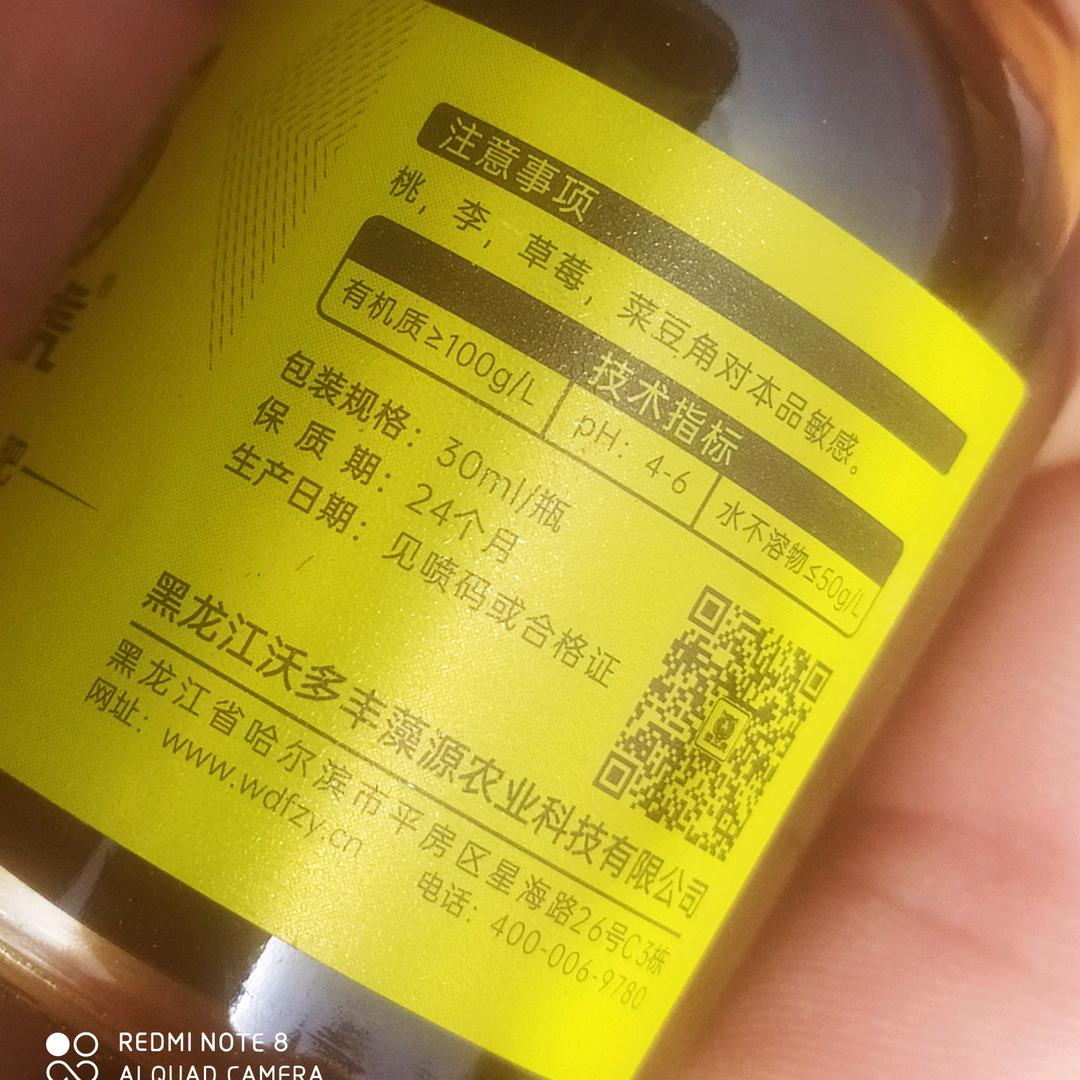 注意事项
桃，李，草莓，菜豆角对本品敏感。
技术指标
有机质≥100g/L pH：4-6 水不溶物≤50g/L
包装规格：30ml/瓶
保质期：24个月
生产日期：见喷码或合格证
黑龙江沃多丰藻源农业科技有限公司
黑龙江省哈尔滨市平房区星海路26号C3栋
网址：www.wdfzy.cn 电话：400-006-9780
REDMI NOTE 8
AI QUAD CAMERA